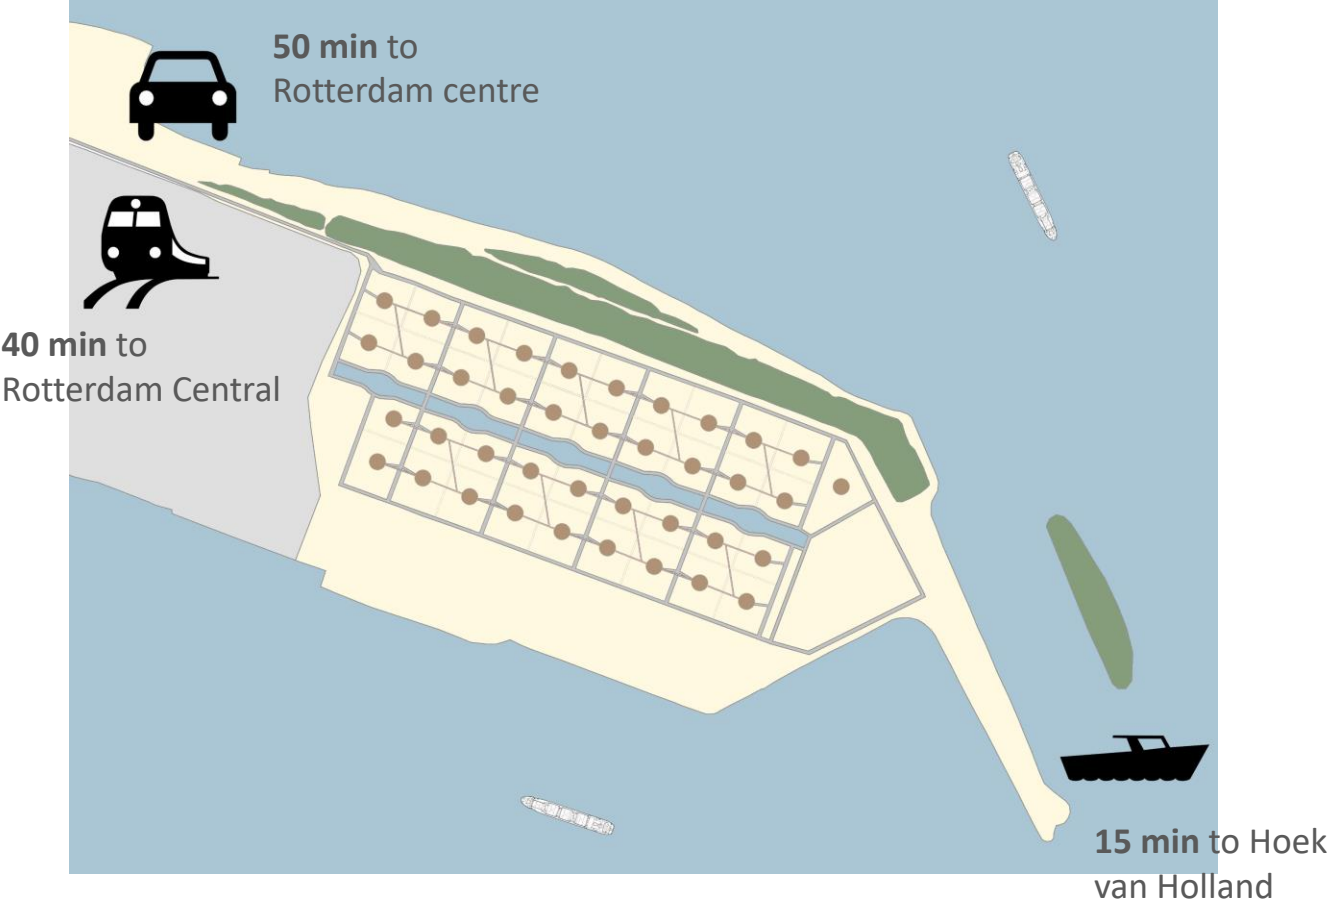 50 min to
Rotterdam centre
40 min to
Rotterdam Central
15 min to Hoek
van Holland